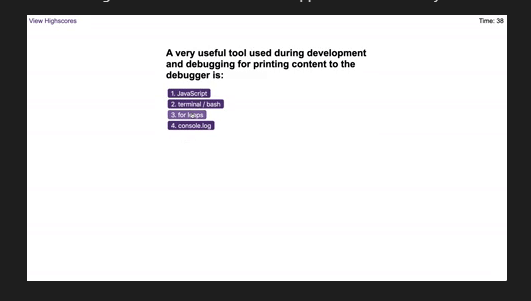 View Highscores
Time: 38
A very useful tool used during development
and debugging for printing content to the
debugger is:
1. JavaScript
2. terminal / bash
3. for loops
4. console.log